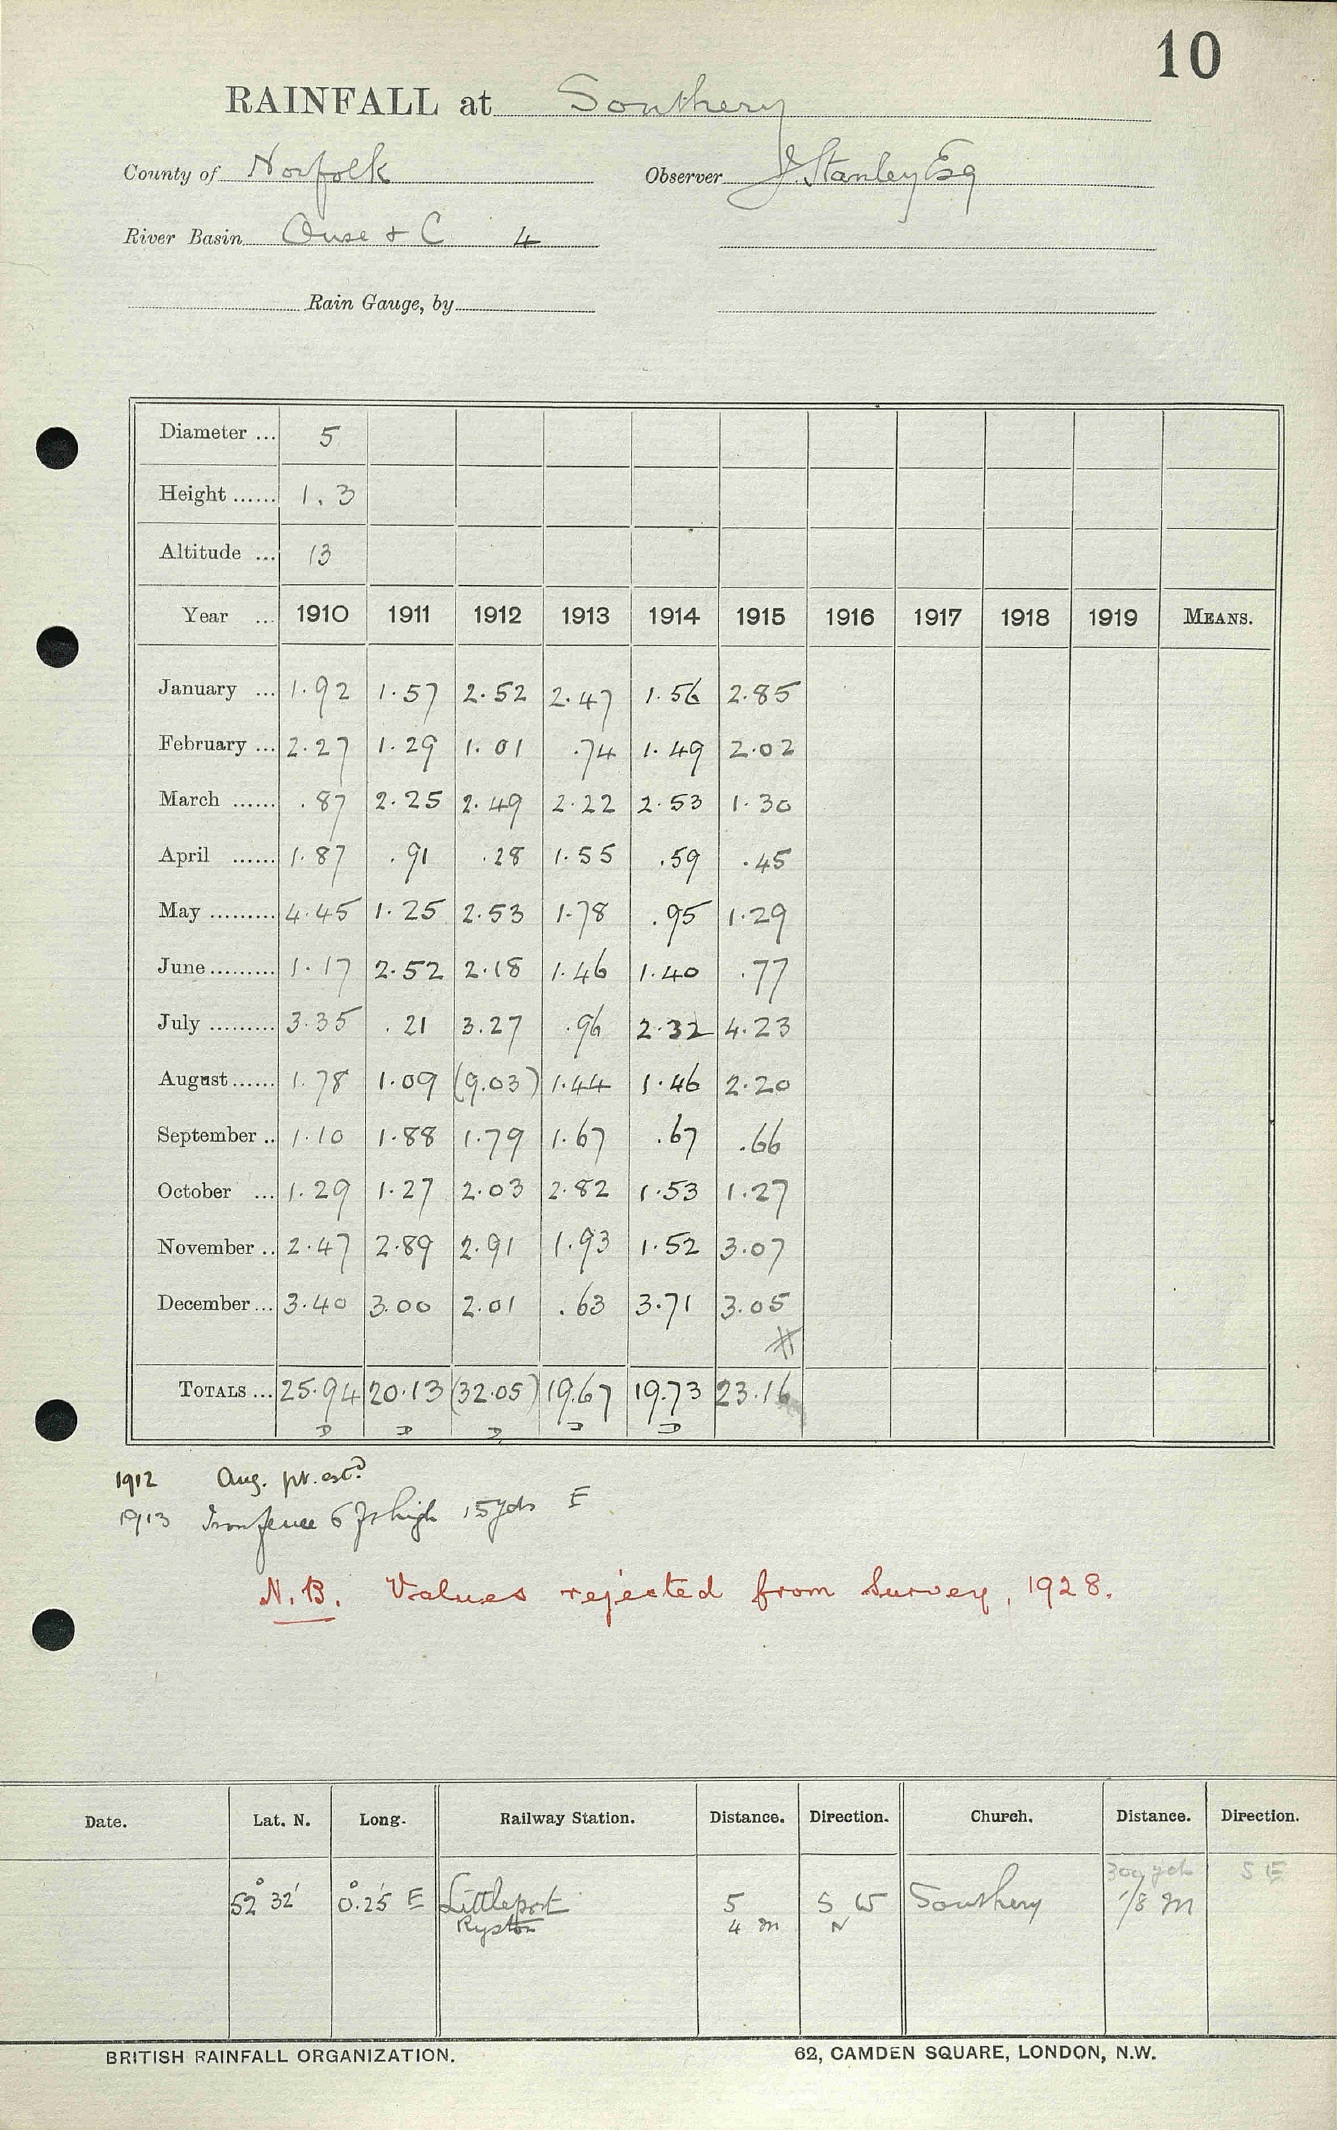 10
RAINFALL at Southery
County of Norfolk Observer J. Stanley Esq
River Basin Ouse + C 4
Rain Gauge, by
Diameter ... 5
Height ...... 1.3
Altitude ... 13
Year ... 1910 1911 1912 1913 1914 1915 1916 1917 1918 1919 MEANS.
January ... 1.92 1.57 2.52 2.47 1.56 2.85
February ... 2.27 1.29 1.01 .74 1.49 2.02
March ...... .87 2.25 2.49 2.22 2.53 1.30
April ...... 1.87 .91 .28 1.55 .59 .45
May ......... 4.45 1.25 2.53 1.78 .95 1.29
June ......... 1.17 2.52 2.18 1.46 1.40 .77
July ......... 3.35 .21 3.27 .96 2.32 4.23
August ...... 1.78 1.09 (9.03) 1.44 1.46 2.20
September .. 1.10 1.88 1.79 1.67 .67 .66
October ... 1.29 1.27 2.03 2.82 1.53 1.27
November .. 2.47 2.89 2.91 1.93 1.52 3.07
December ... 3.40 3.00 2.01 .63 3.71 3.05
#
TOTALS ... 25.94 20.13 (32.05) 19.67 19.73 23.16
D D D D D
1912 Aug. pt. estd
1913 Iron fence 6 ft high 15 yds E
N.B. Values rejected from Survey, 1928.
Date. Lat. N. Long. Railway Station. Distance. Direction. Church. Distance. Direction.
300 yds S E
52° 32' 0°.25' E Littleport 5 S W Southery 1/8 m
Ryston 4 m N
BRITISH RAINFALL ORGANIZATION. 62, CAMDEN SQUARE, LONDON, N.W.